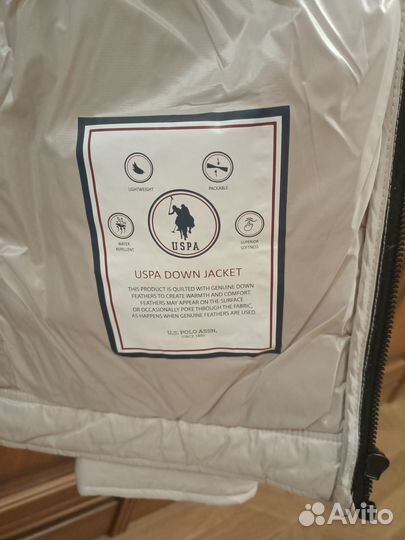 LIGHTWEIGHT
PACKABLE
WATER
REPELLENT
USPA
SUPERIOR
SOFTNESS
USPA DOWN JACKET
THIS PRODUCT IS QUILTED WITH GENUINE DOWN
FEATHERS TO CREATE WARMTH AND COMFORT.
FEATHERS MAY APPEAR ON THE SURFACE
OR OCCASIONALLY POKE THROUGH THE FABRIC,
AS HAPPENS WHEN GENUINE FEATHERS ARE USED.
U.S. POLO ASSN.
SINCE 1890
Avito